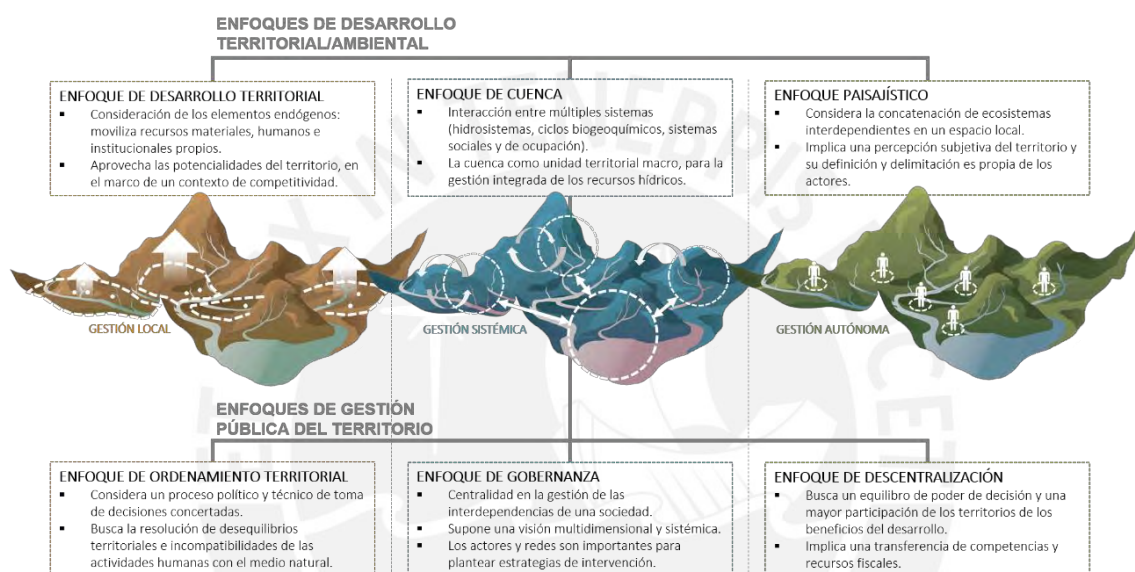 ENFOQUES DE DESARROLLO
TERRITORIAL/AMBIENTAL
ENFOQUE DE DESARROLLO TERRITORIAL
▪ Consideración de los elementos endógenos:
moviliza recursos materiales, humanos e
institucionales propios.
▪ Aprovecha las potencialidades del territorio, en
el marco de un contexto de competitividad.
ENFOQUE DE CUENCA
▪ Interacción entre múltiples sistemas
(hidrosistemas, ciclos biogeoquímicos, sistemas
sociales y de ocupación).
▪ La cuenca como unidad territorial macro, para la
gestión integrada de los recursos hídricos.
ENFOQUE PAISAJÍSTICO
▪ Considera la concatenación de ecosistemas
interdependientes en un espacio local.
▪ Implica una percepción subjetiva del territorio y
su definición y delimitación es propia de los
actores.
GESTIÓN LOCAL
GESTIÓN SISTÉMICA
GESTIÓN AUTÓNOMA
ENFOQUES DE GESTIÓN
PÚBLICA DEL TERRITORIO
ENFOQUE DE ORDENAMIENTO TERRITORIAL
▪ Considera un proceso político y técnico de toma
de decisiones concertadas.
▪ Busca la resolución de desequilibrios
territoriales e incompatibilidades de las
actividades humanas con el medio natural.
ENFOQUE DE GOBERNANZA
▪ Centralidad en la gestión de las
interdependencias de una sociedad.
▪ Supone una visión multidimensional y sistémica.
▪ Los actores y redes son importantes para
plantear estrategias de intervención.
ENFOQUE DE DESCENTRALIZACIÓN
▪ Busca un equilibro de poder de decisión y una
mayor participación de los territorios de los
beneficios del desarrollo.
▪ Implica una transferencia de competencias y
recursos fiscales.